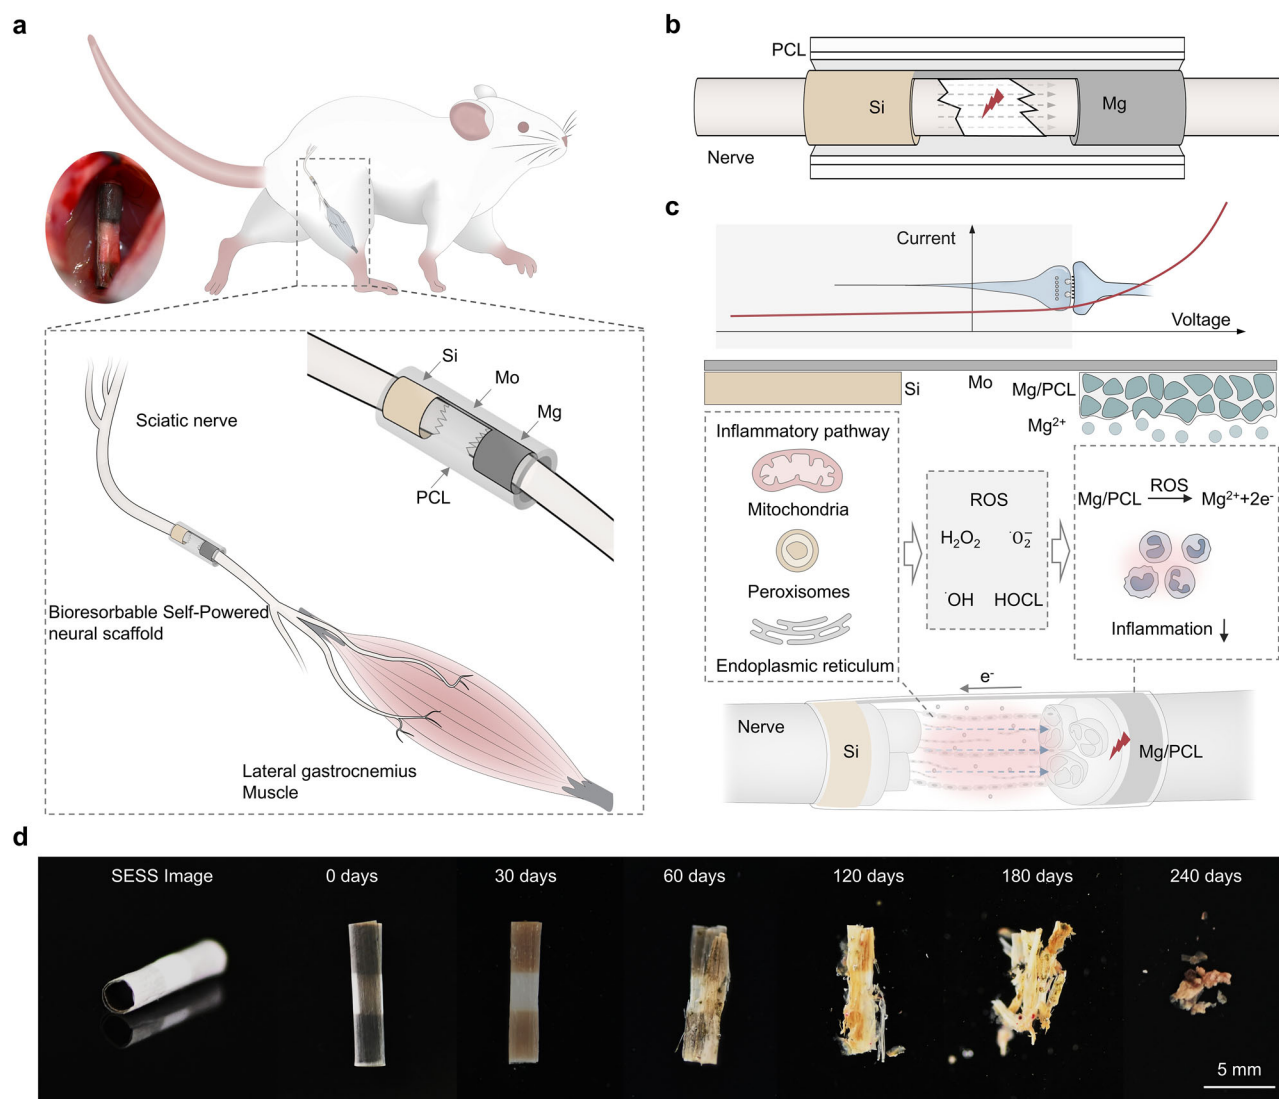 a
Si
Mo
Mg
Sciatic nerve
PCL
Bioresorbable Self-Powered
neural scaffold
Lateral gastrocnemius
Muscle
b
PCL
Si
Mg
Nerve
c
Current
Voltage
Si
Mo
Mg/PCL
Mg²⁺
Inflammatory pathway
Mitochondria
Peroxisomes
Endoplasmic reticulum
ROS
H₂O₂ ˙O₂⁻
˙OH HOCL
Mg/PCL ROS Mg²⁺+2e⁻
Inflammation
e⁻
Nerve
Si
Mg/PCL
d
SESS Image
0 days
30 days
60 days
120 days
180 days
240 days
5 mm